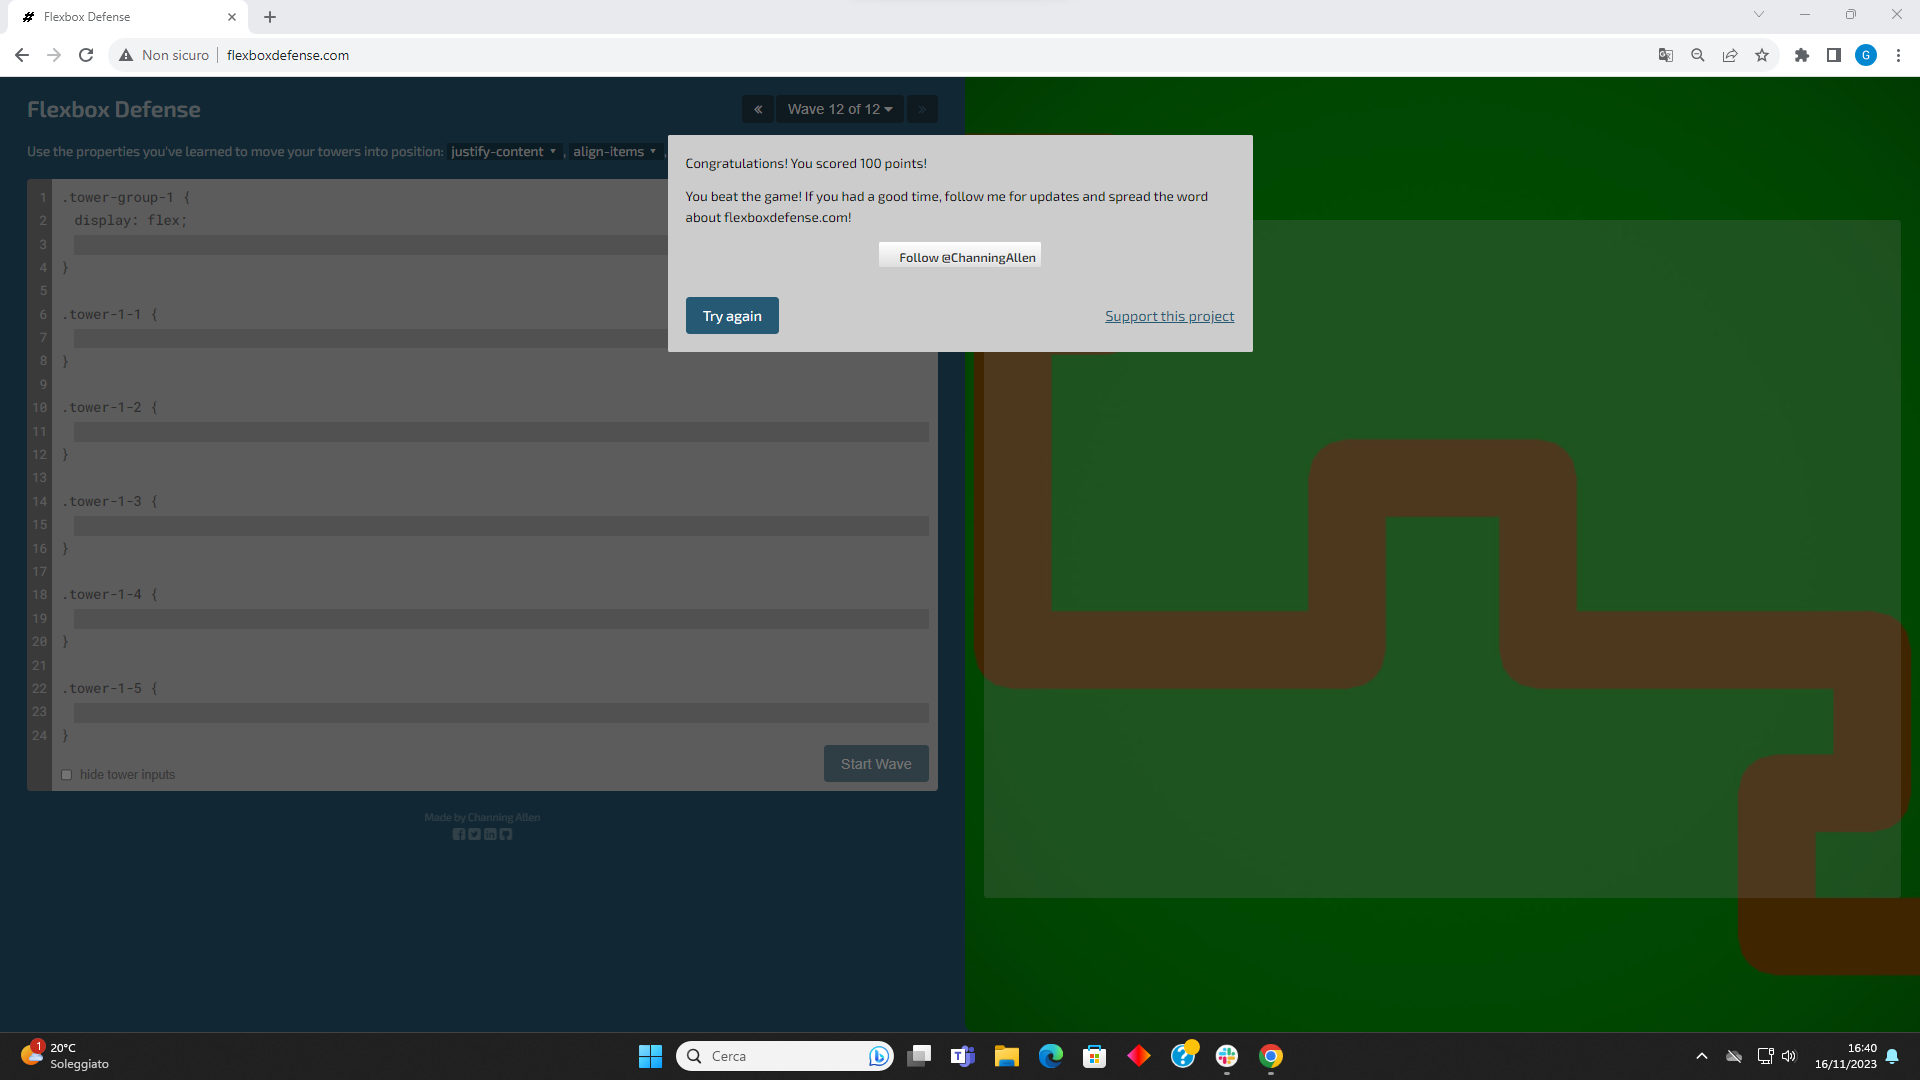 Flexbox Defense
Non sicuro
flexboxdefense.com
G
Flexbox Defense
« Wave 12 of 12 »
Use the properties you've learned to move your towers into position: justify-content , align-items ,
Congratulations! You scored 100 points!
You beat the game! If you had a good time, follow me for updates and spread the word
about flexboxdefense.com!
Follow @ChanningAllen
Try again
Support this project
1 .tower-group-1 {
2 display: flex;
3
4 }
5
6 .tower-1-1 {
7
8 }
9
10 .tower-1-2 {
11
12 }
13
14 .tower-1-3 {
15
16 }
17
18 .tower-1-4 {
19
20 }
21
22 .tower-1-5 {
23
24 }
hide tower inputs
Start Wave
Made by Channing Allen
1
20°C
Soleggiato
Cerca
16:40
16/11/2023